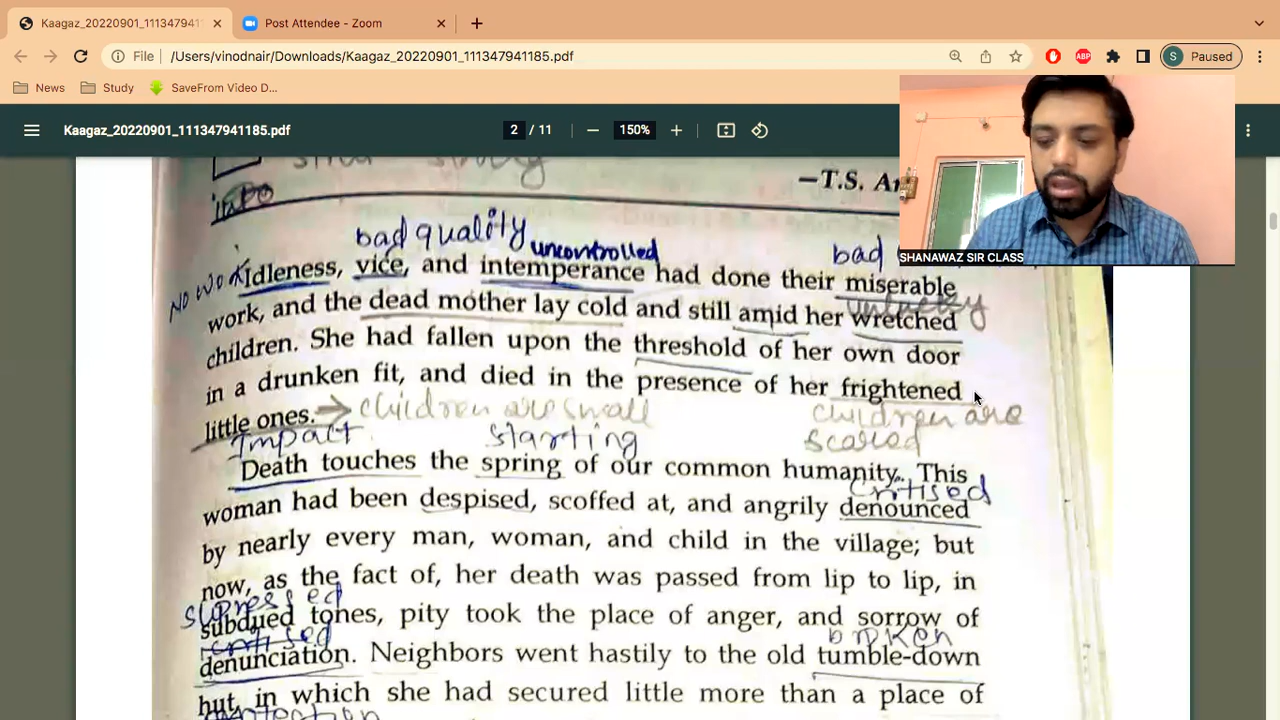 Kaagaz_20220901_1113479411
Post Attendee - Zoom
File /Users/vinodnair/Downloads/Kaagaz_20220901_111347941185.pdf
S Paused
News Study SaveFrom Video D...
Kaagaz_20220901_111347941185.pdf
2 / 11 150%
—T.S. Ar
SHANAWAZ SIR CLASS
bad quality uncontrolled bad
No work Idleness, vice, and intemperance had done their miserable
work, and the dead mother lay cold and still amid her wretched
unlucky
children. She had fallen upon the threshold of her own door
in a drunken fit, and died in the presence of her frightened
little ones. → children are small children are
scared
Impact starting
Death touches the spring of our common humanity. This
woman had been despised, scoffed at, and angrily denounced
by nearly every man, woman, and child in the village; but
now, as the fact of, her death was passed from lip to lip, in
supressed
subdued tones, pity took the place of anger, and sorrow of
broken
denunciation. Neighbors went hastily to the old tumble-down
hut, in which she had secured little more than a place of